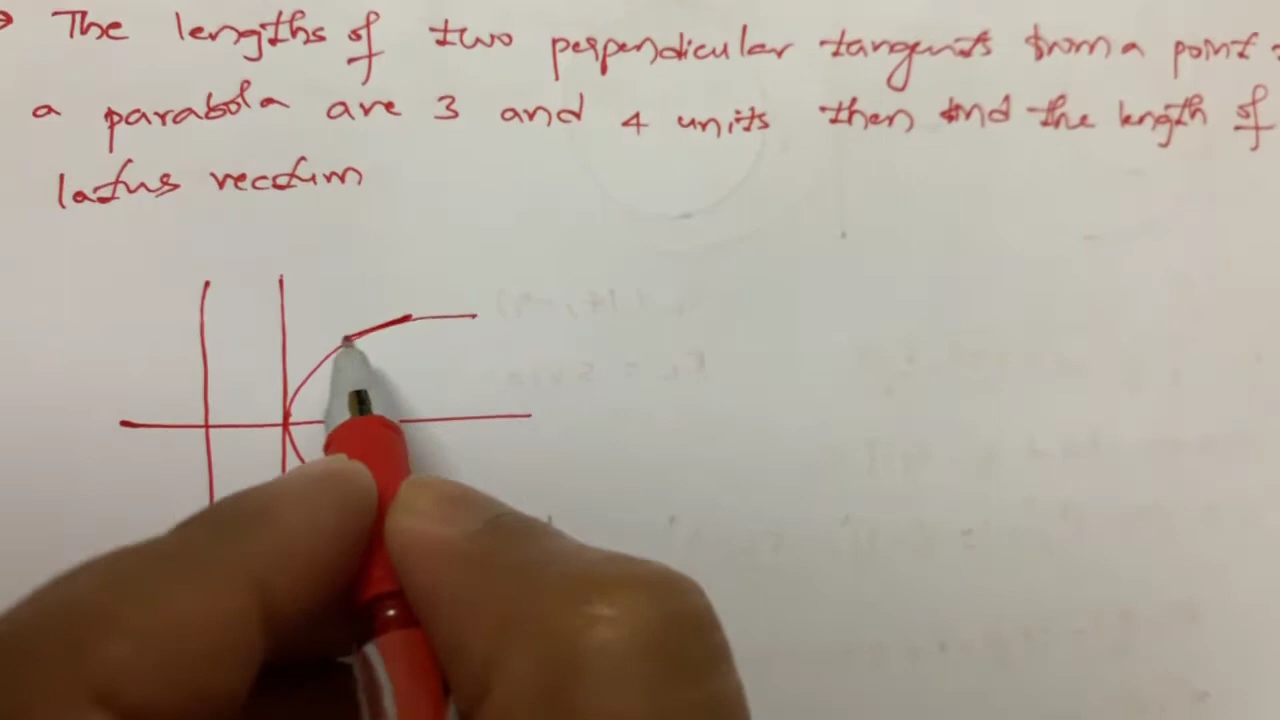 The lengths of two perpendicular tangents from a point
a parabola are 3 and 4 units then find the length of
latus rectum